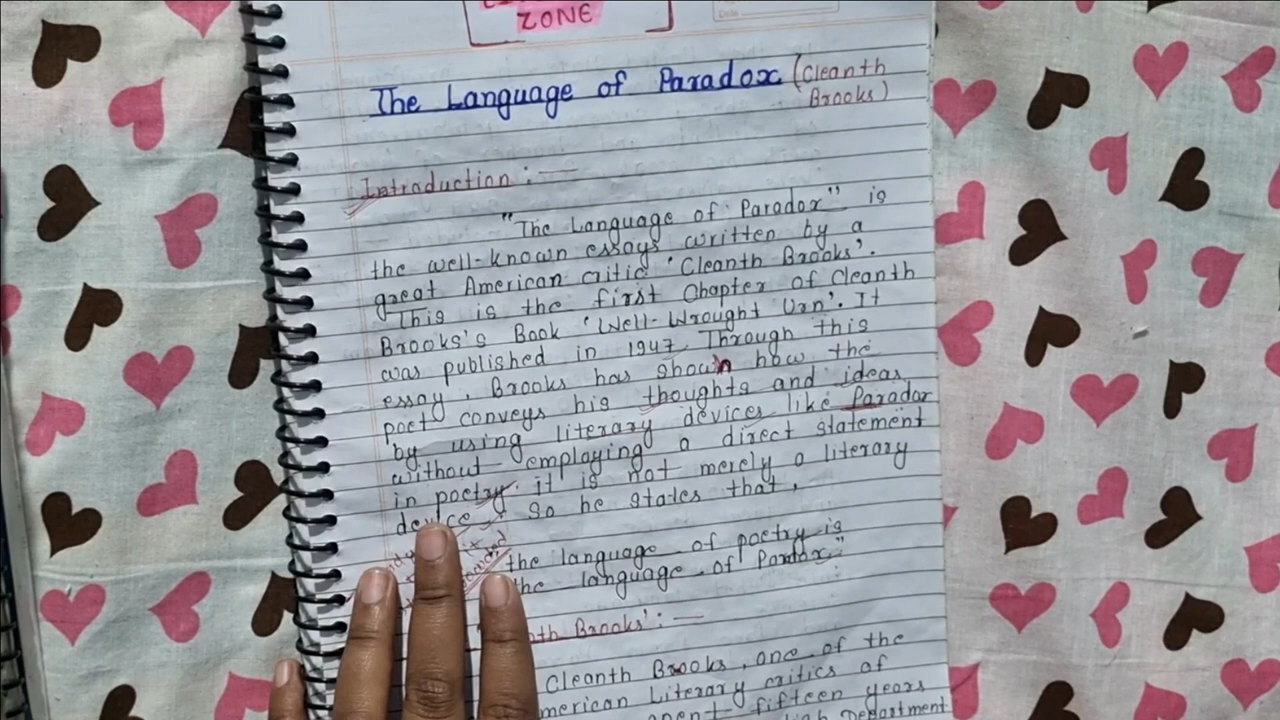 ZONE
The Language of Paradox (Cleanth
Brooks)
Introduction :—
"The Language of Paradox" is
the well-known essays written by a
great American critic 'Cleanth Brooks'.
This is the first Chapter of Cleanth
Brooks's Book 'Well-Wrought Urn'. It
was published in 1947. Through this
essay, Brooks has shown how the
poet conveys his thoughts and ideas
by using literary devices like Paradox
without employing a direct statement
in poetry it is not merely a literary
device, so he states that,
the language of poetry is
the language of Paradox."
Brooks' :—
Cleanth Brooks, one of the
American Literary critics of
fifteen years
Department